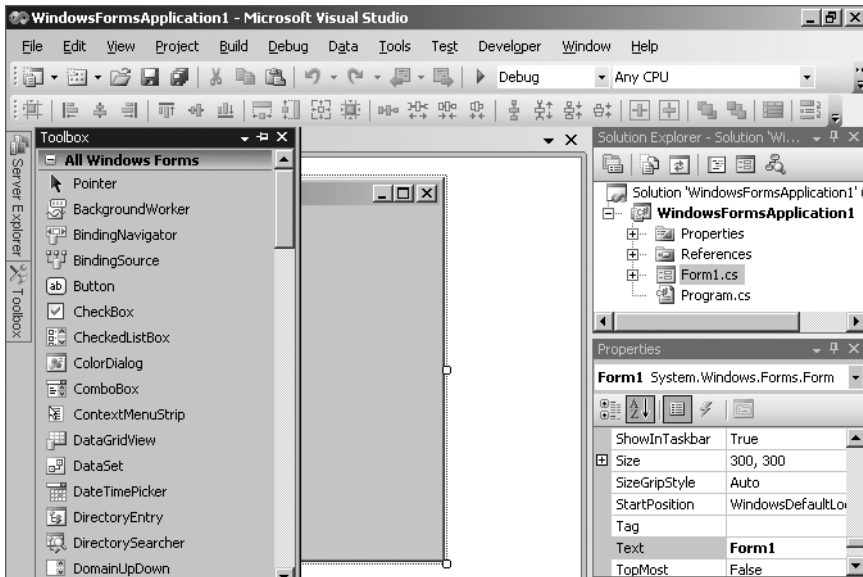 WindowsFormsApplication1 - Microsoft Visual Studio
File Edit View Project Build Debug Data Tools Test Developer Window Help
Debug Any CPU
Server Explorer
Toolbox
Toolbox
All Windows Forms
Pointer
BackgroundWorker
BindingNavigator
BindingSource
ab Button
CheckBox
CheckedListBox
ColorDialog
ComboBox
ContextMenuStrip
DataGridView
DataSet
DateTimePicker
DirectoryEntry
DirectorySearcher
DomainUpDown
Solution Explorer - Solution 'Wi...
Solution 'WindowsFormsApplication1' (
WindowsFormsApplication1
Properties
References
Form1.cs
Program.cs
Properties
Form1 System.Windows.Forms.Form
ShowInTaskbar True
Size 300, 300
SizeGripStyle Auto
StartPosition WindowsDefaultLo
Tag
Text Form1
TopMost False